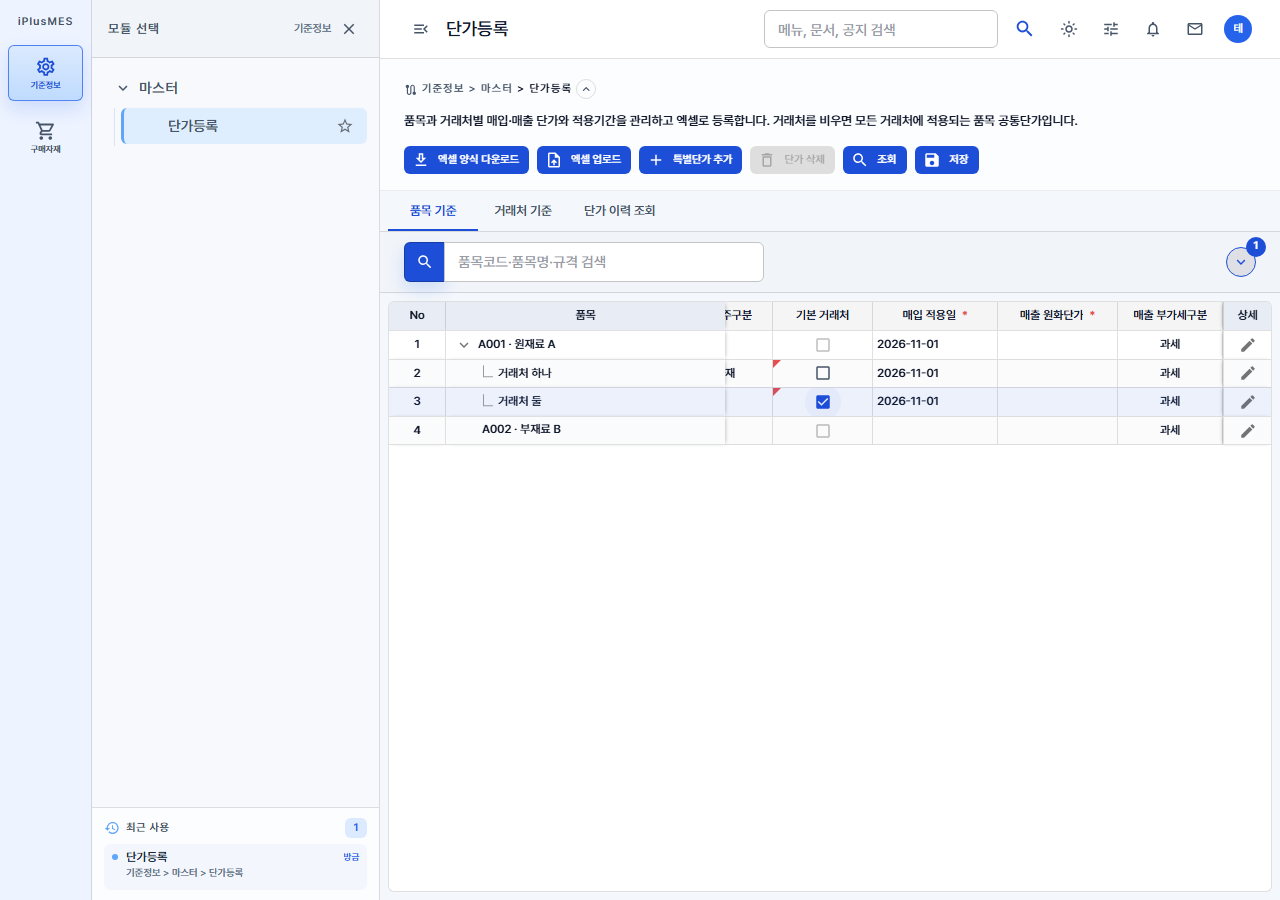 iPlusMES
기준정보
구매자재
모듈 선택
기준정보
마스터
단가등록
최근 사용
1
단가등록
방금
기준정보 > 마스터 > 단가등록
단가등록
메뉴, 문서, 공지 검색
테
기준정보 > 마스터 > 단가등록
품목과 거래처별 매입·매출 단가와 적용기간을 관리하고 엑셀로 등록합니다. 거래처를 비우면 모든 거래처에 적용되는 품목 공통단가입니다.
엑셀 양식 다운로드
엑셀 업로드
특별단가 추가
단가 삭제
조회
저장
품목 기준
거래처 기준
단가 이력 조회
품목코드·품목명·규격 검색
1
No 품목 구분 기본 거래처 매입 적용일 * 매출 원화단가 * 매출 부가세구분 상세
1 A001 · 원재료 A 2026-11-01 과세
2 거래처 하나 재 2026-11-01 과세
3 거래처 둘 2026-11-01 과세
4 A002 · 부재료 B 과세